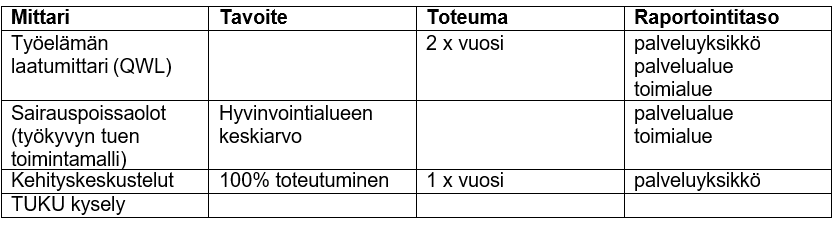 Mittari Tavoite Toteuma Raportointitaso
Työelämän 2 x vuosi palveluyksikkö
laatumittari (QWL) palvelualue
toimialue
Sairauspoissaolot Hyvinvointialueen palvelualue
(työkyvyn tuen keskiarvo toimialue
toimintamalli)
Kehityskeskustelut 100% toteutuminen 1 x vuosi palveluyksikkö
TUKU kysely